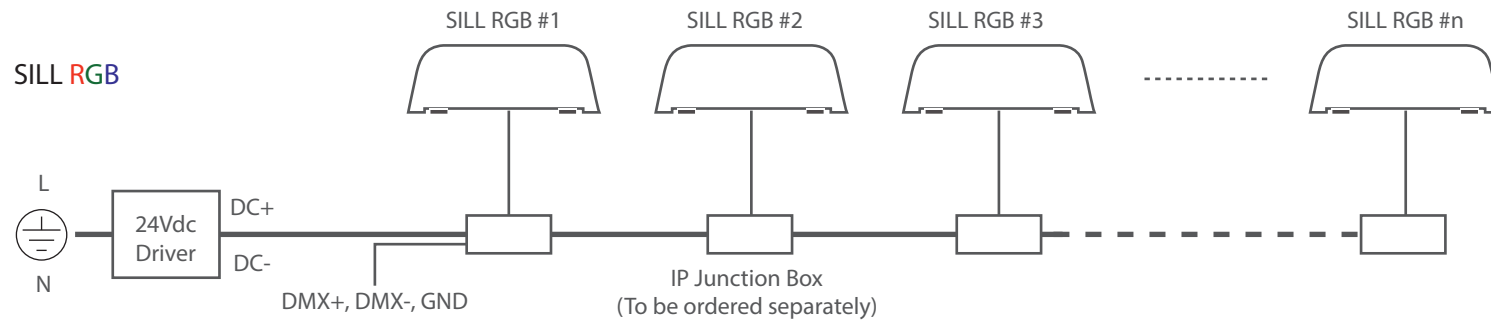 SILL RGB #1
SILL RGB #2
SILL RGB #3
SILL RGB #n
SILL RGB
L
N
24Vdc
Driver
DC+
DC-
DMX+, DMX-, GND
IP Junction Box
(To be ordered separately)